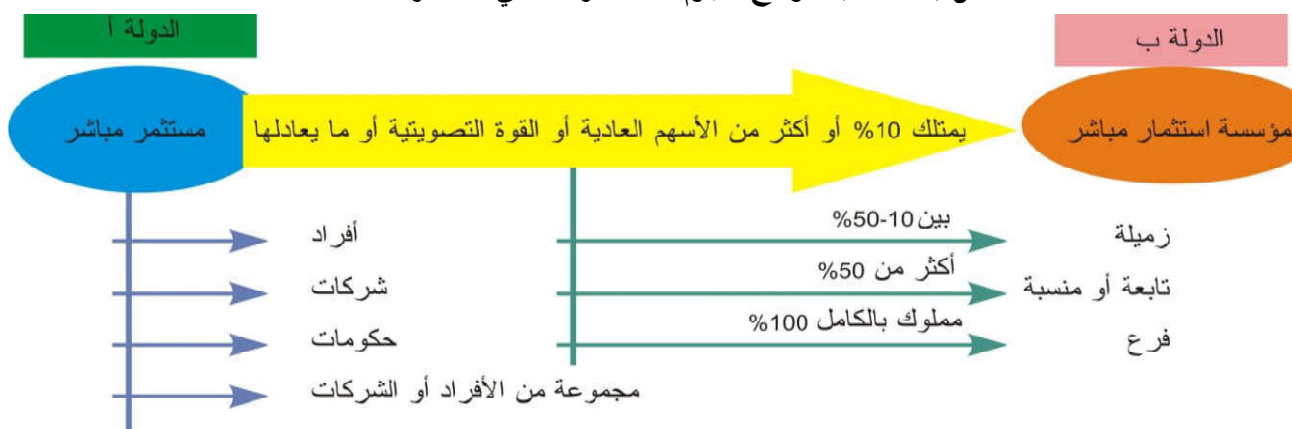 الدولة أ
الدولة ب
مستثمر مباشر
يمتلك 10% أو أكثر من الأسهم العادية أو القوة التصويتية أو ما يعادلها
مؤسسة استثمار مباشر
أفراد
بين 10-50%
زميلة
شركات
أكثر من 50%
تابعة أو منسبة
حكومات
مملوك بالكامل 100%
فرع
مجموعة من الأفراد أو الشركات